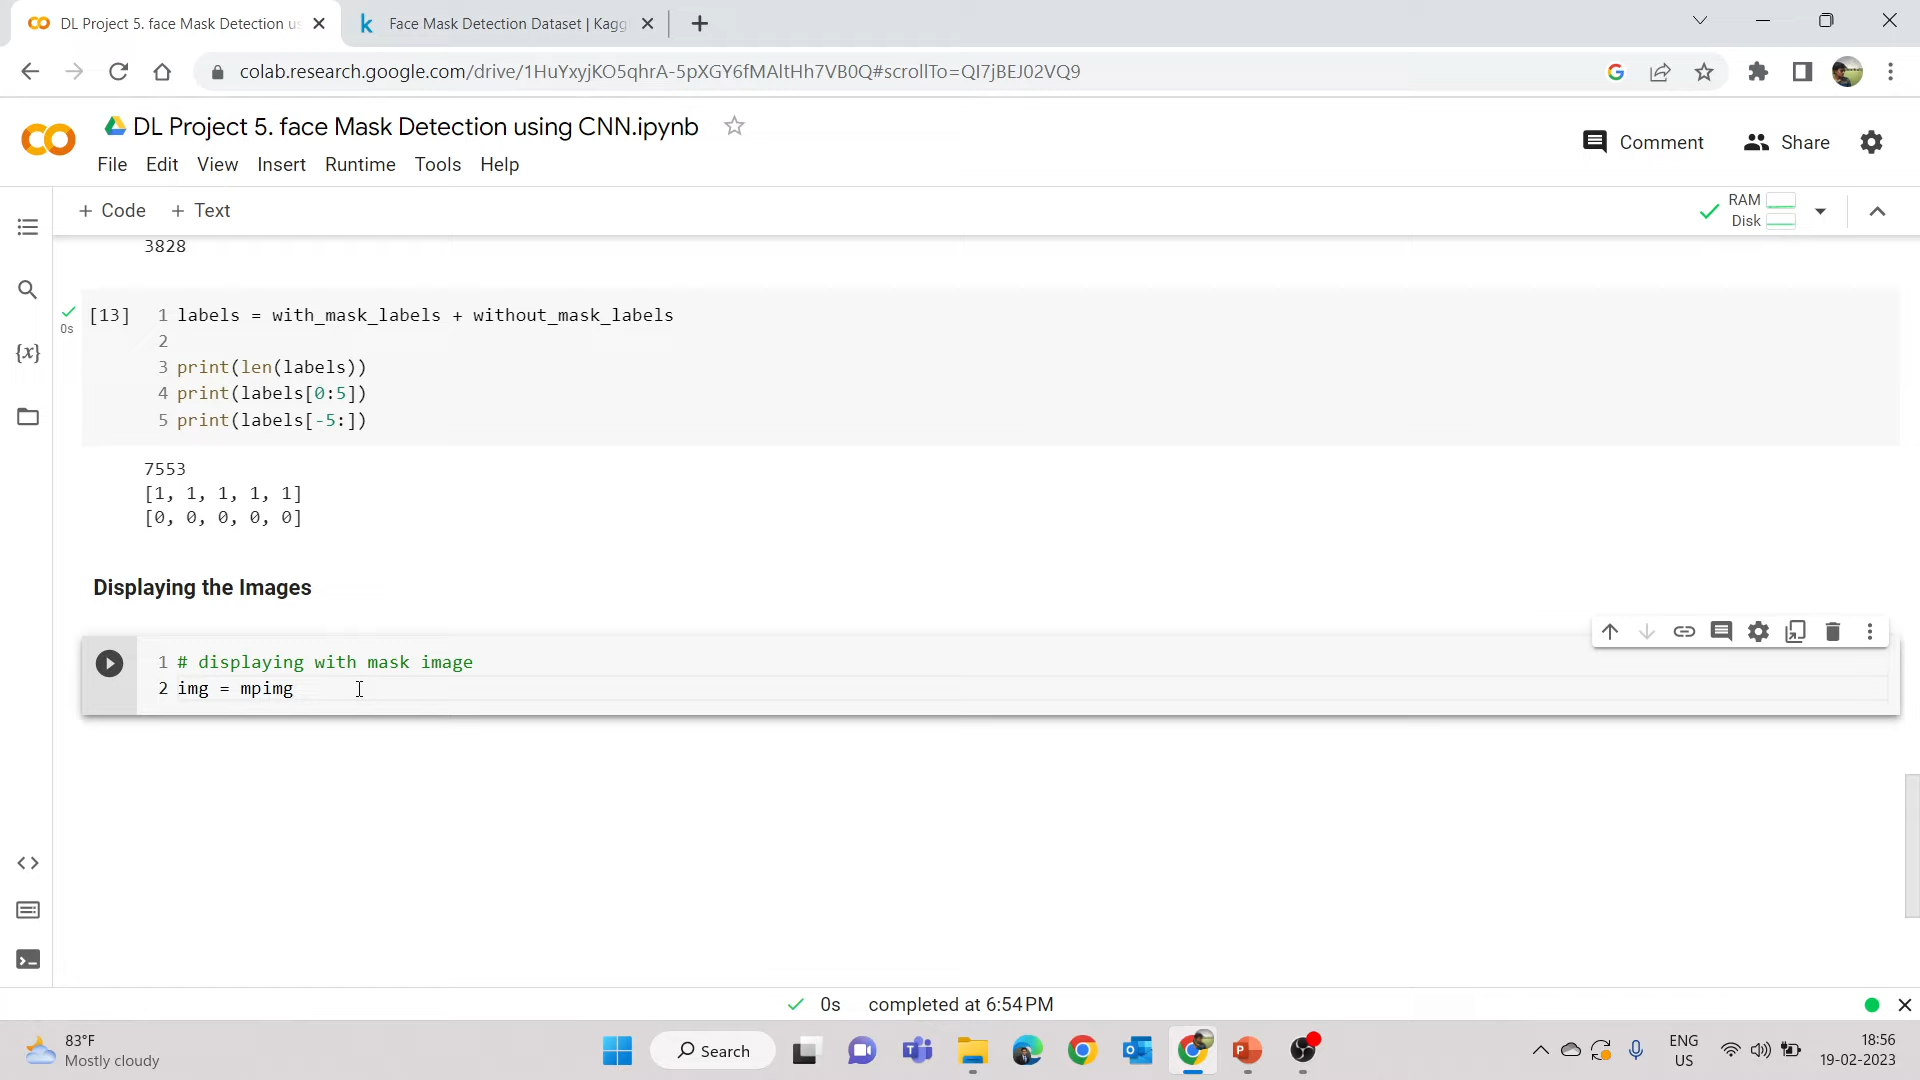 DL Project 5. face Mask Detection us
Face Mask Detection Dataset | Kagg
colab.research.google.com/drive/1HuYxyjKO5qhrA-5pXGY6fMAltHh7VB0Q#scrollTo=QI7jBEJ02VQ9
DL Project 5. face Mask Detection using CNN.ipynb
Comment
Share
File Edit View Insert Runtime Tools Help
+ Code + Text
RAM
Disk
3828
[13]
0s
1 labels = with_mask_labels + without_mask_labels
2
3 print(len(labels))
4 print(labels[0:5])
5 print(labels[-5:])
7553
[1, 1, 1, 1, 1]
[0, 0, 0, 0, 0]
Displaying the Images
1 # displaying with mask image
2 img = mpimg
0s completed at 6:54 PM
83°F
Mostly cloudy
Search
ENG
US
18:56
19-02-2023